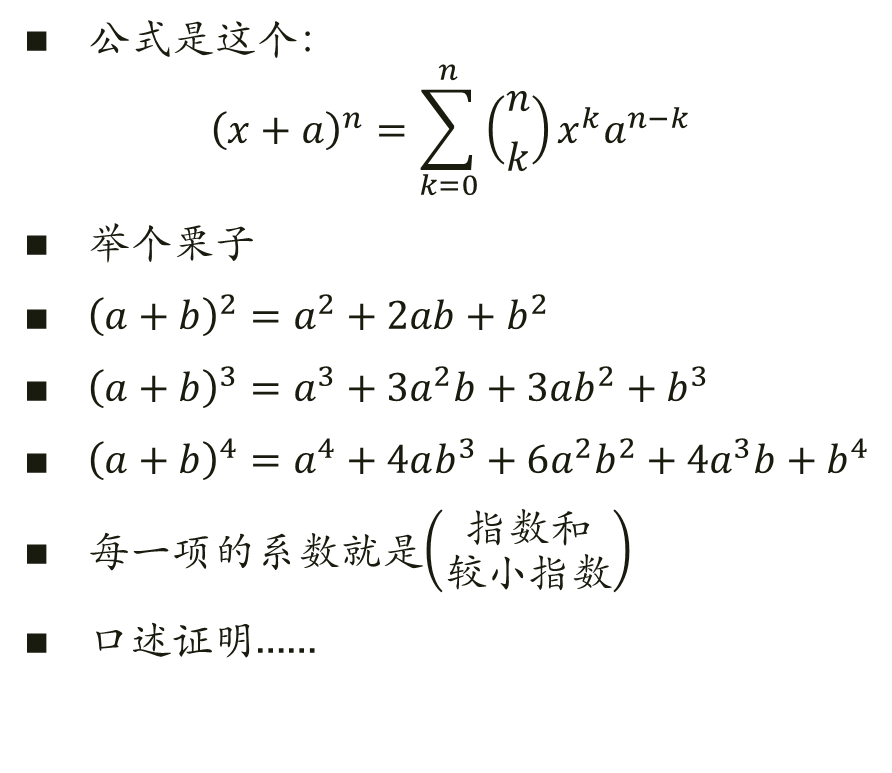 ■ 公式是这个:
$(x + a)^n = \sum_{k=0}^{n} \binom{n}{k} x^k a^{n-k}$
■ 举个栗子
■ $(a + b)^2 = a^2 + 2ab + b^2$
■ $(a + b)^3 = a^3 + 3a^2b + 3ab^2 + b^3$
■ $(a + b)^4 = a^4 + 4ab^3 + 6a^2b^2 + 4a^3b + b^4$
■ 每一项的系数就是$\binom{指数和}{较小指数}$
■ 口述证明……